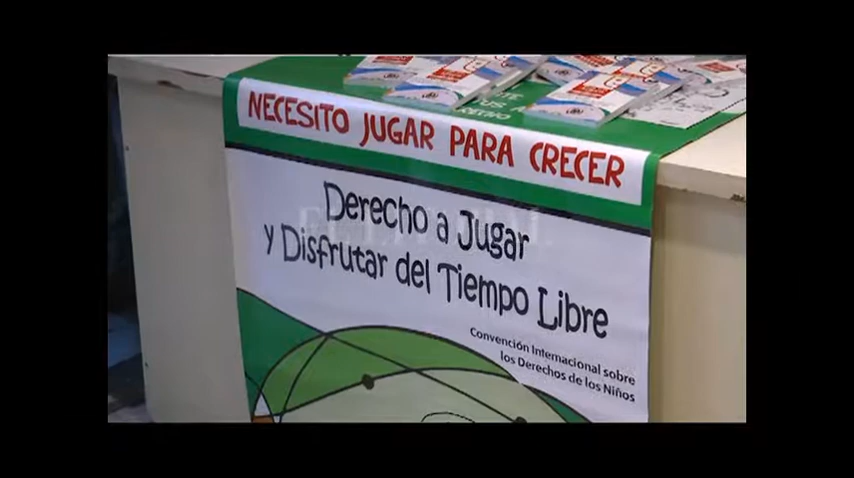 NECESITO JUGAR PARA CRECER
Derecho a Jugar
y Disfrutar del Tiempo Libre
Convención Internacional sobre
los Derechos de los Niños